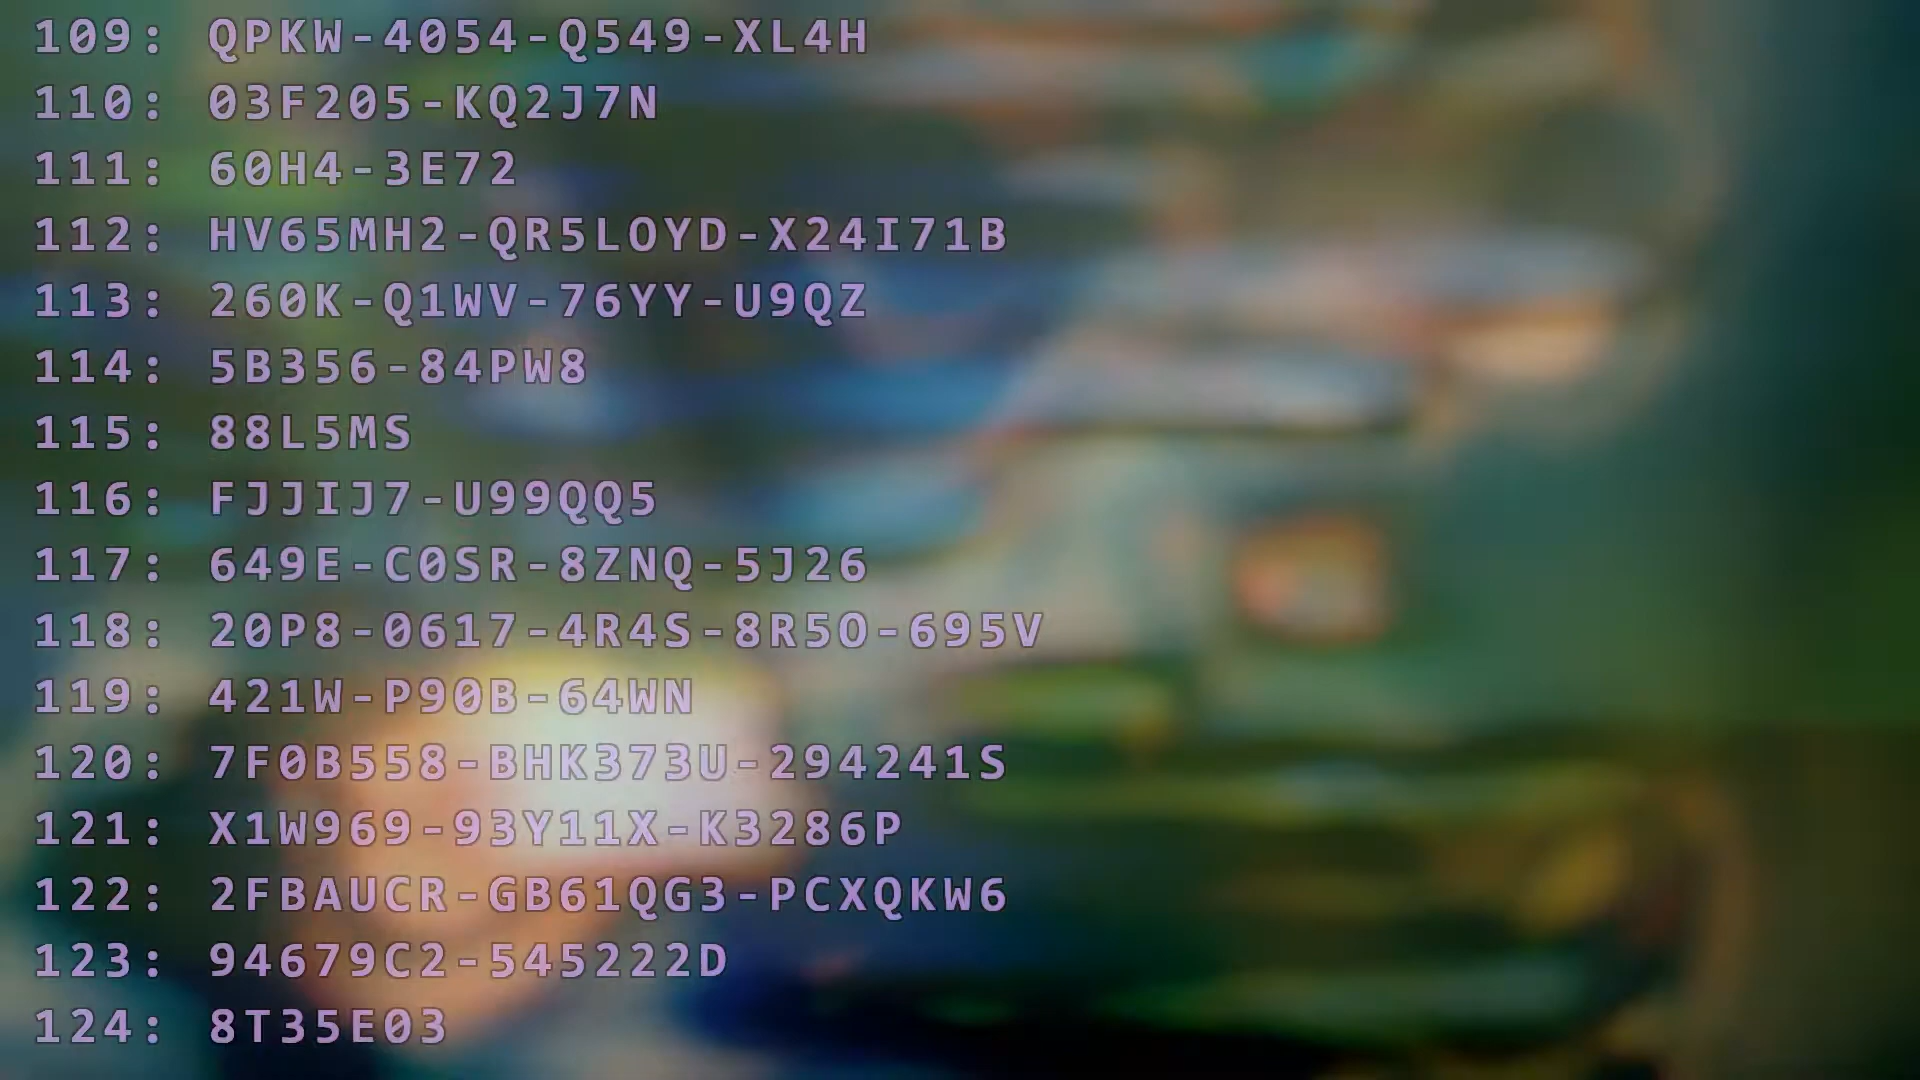 109: QPKW-4054-Q549-XL4H
110: 03F205-KQ2J7N
111: 60H4-3E72
112: HV65MH2-QR5LOYD-X24I71B
113: 260K-Q1WV-76YY-U9QZ
114: 5B356-84PW8
115: 88L5MS
116: FJJIJ7-U99QQ5
117: 649E-C0SR-8ZNQ-5J26
118: 20P8-0617-4R4S-8R5O-695V
119: 421W-P90B-64WN
120: 7F0B558-BHK373U-294241S
121: X1W969-93Y11X-K3286P
122: 2FBAUCR-GB61QG3-PCXQKW6
123: 94679C2-545222D
124: 8T35E03